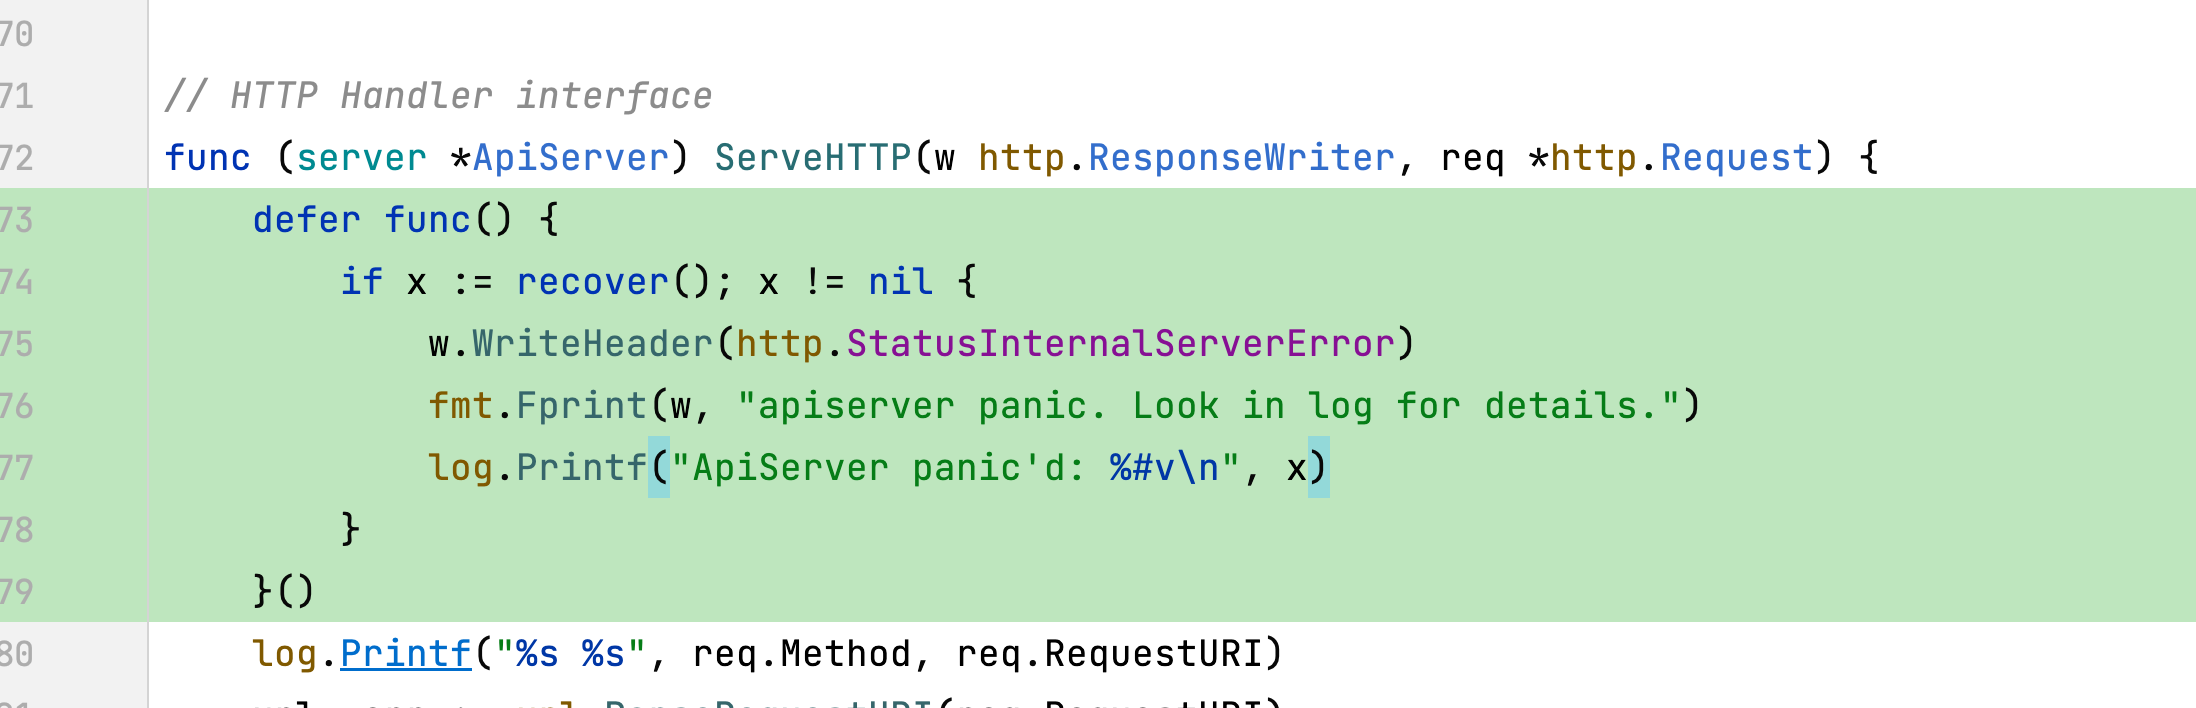 70
71 // HTTP Handler interface
72 func (server *ApiServer) ServeHTTP(w http.ResponseWriter, req *http.Request) {
73 defer func() {
74 if x := recover(); x != nil {
75 w.WriteHeader(http.StatusInternalServerError)
76 fmt.Fprint(w, "apiserver panic. Look in log for details.")
77 log.Printf("ApiServer panic'd: %#v\n", x)
78 }
79 }()
80 log.Printf("%s %s", req.Method, req.RequestURI)